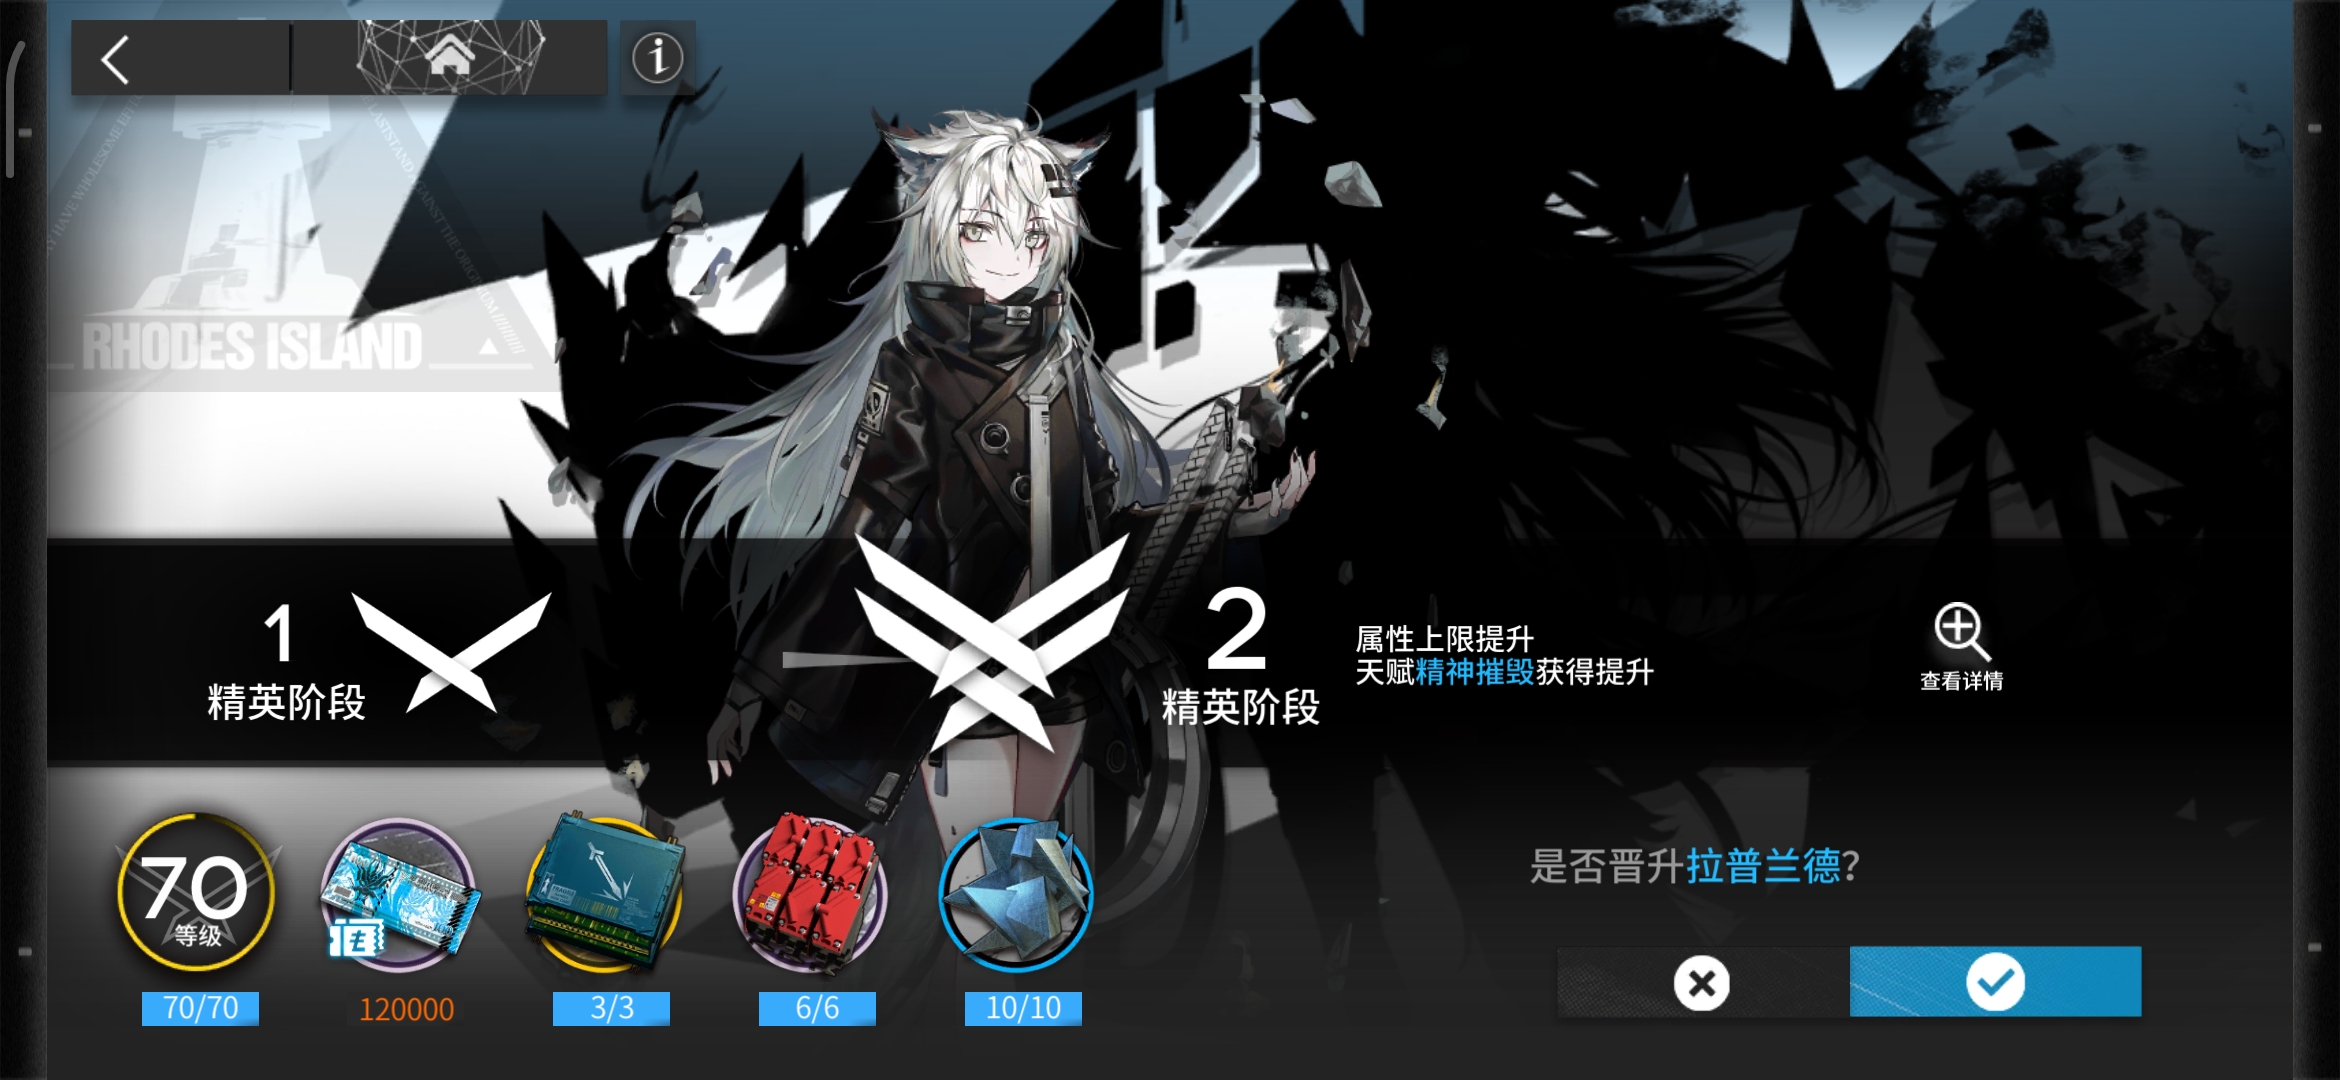 RHODES ISLAND
1
精英阶段
2
精英阶段
属性上限提升
天赋精神摧毁获得提升
查看详情
70
等级
70/70
120000
3/3
6/6
10/10
是否晋升拉普兰德?